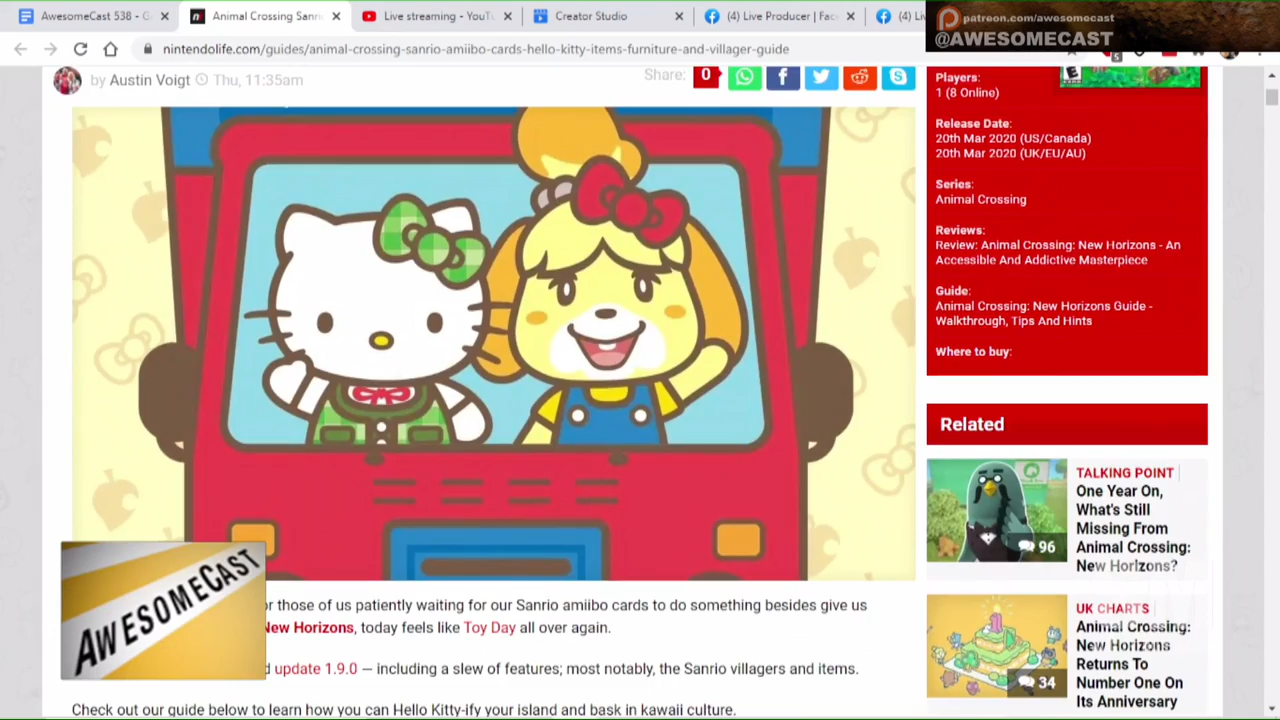 AwesomeCast 538 - G
Animal Crossing Sanri
Live streaming - YouTu
Creator Studio
(4) Live Producer | Fac
(4) Li
patreon.com/awesomecast
@AWESOMECAST
nintendolife.com/guides/animal-crossing-sanrio-amiibo-cards-hello-kitty-items-furniture-and-villager-guide
by Austin Voigt Thu, 11:35am
Share: 0
Players:
1 (8 Online)
Release Date:
20th Mar 2020 (US/Canada)
20th Mar 2020 (UK/EU/AU)
Series:
Animal Crossing
Reviews:
Review: Animal Crossing: New Horizons - An
Accessible And Addictive Masterpiece
Guide:
Animal Crossing: New Horizons Guide -
Walkthrough, Tips And Hints
Where to buy:
Related
TALKING POINT
One Year On,
What's Still
Missing From
Animal Crossing:
New Horizons?
96
UK CHARTS
Animal Crossing:
New Horizons
Returns To
Number One On
Its Anniversary
34
AWESOMECAST
or those of us patiently waiting for our Sanrio amiibo cards to do something besides give us
New Horizons, today feels like Toy Day all over again.
update 1.9.0 — including a slew of features; most notably, the Sanrio villagers and items.
Check out our guide below to learn how you can Hello Kitty-fy your island and bask in kawaii culture.